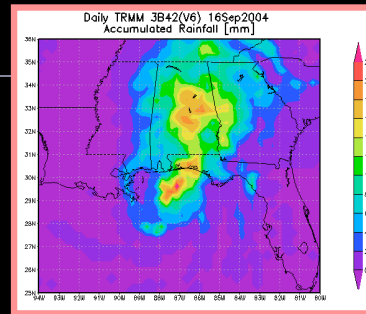 Daily TRMM 3B42(V6) 16Sep2004
Accumulated Rainfall [mm]
36N
35N
34N
33N
32N
31N
30N
29N
28N
27N
26N
25N
94W 93W 92W 91W 90W 89W 88W 87W 86W 85W 84W 83W 82W 81W 80W